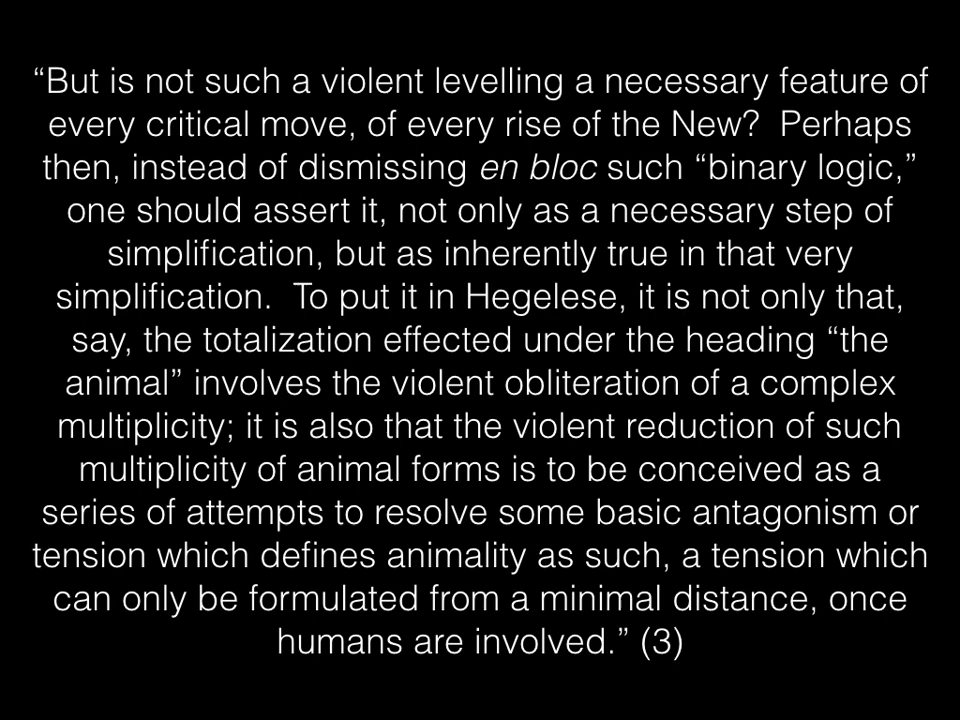 “But is not such a violent levelling a necessary feature of
every critical move, of every rise of the New?  Perhaps
then, instead of dismissing en bloc such “binary logic,”
one should assert it, not only as a necessary step of
simplification, but as inherently true in that very
simplification.  To put it in Hegelese, it is not only that,
say, the totalization effected under the heading “the
animal” involves the violent obliteration of a complex
multiplicity; it is also that the violent reduction of such
multiplicity of animal forms is to be conceived as a
series of attempts to resolve some basic antagonism or
tension which defines animality as such, a tension which
can only be formulated from a minimal distance, once
humans are involved.” (3)